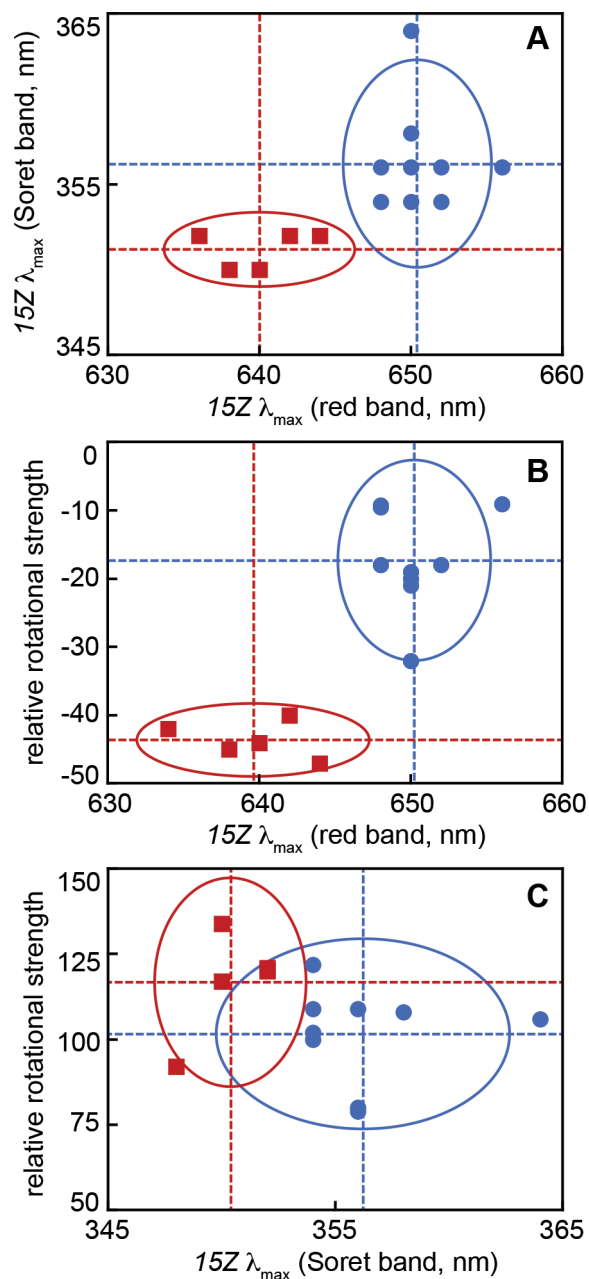 A
365
355
345
15Z λmax (Soret band, nm)
630
640
650
660
15Z λmax (red band, nm)
B
0
-10
-20
-30
-40
-50
relative rotational strength
630
640
650
660
15Z λmax (red band, nm)
C
150
125
100
75
50
relative rotational strength
345
355
365
15Z λmax (Soret band, nm)